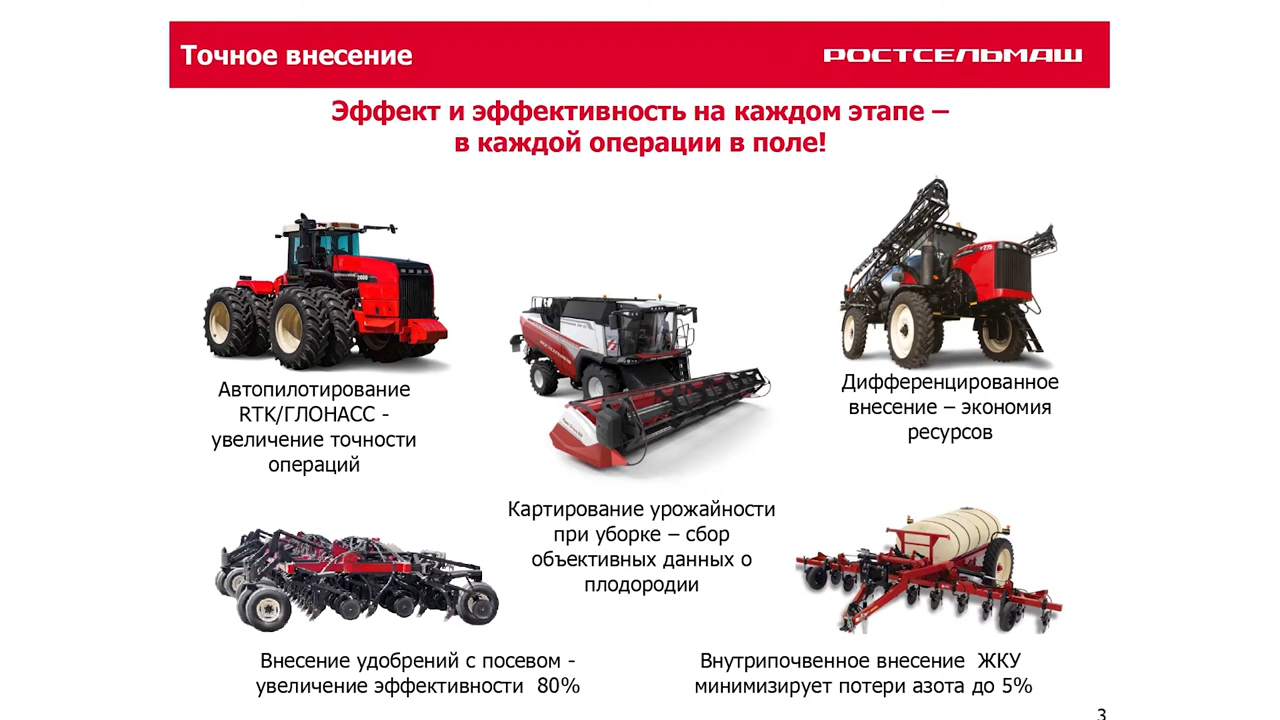 Точное внесение
РОСТСЕЛЬМАШ
Эффект и эффективность на каждом этапе –
в каждой операции в поле!
Автопилотирование
RTK/ГЛОНАСС -
увеличение точности
операций
Картирование урожайности
при уборке – сбор
объективных данных о
плодородии
Дифференцированное
внесение – экономия
ресурсов
Внесение удобрений с посевом -
увеличение эффективности 80%
Внутрипочвенное внесение ЖКУ
минимизирует потери азота до 5%
3